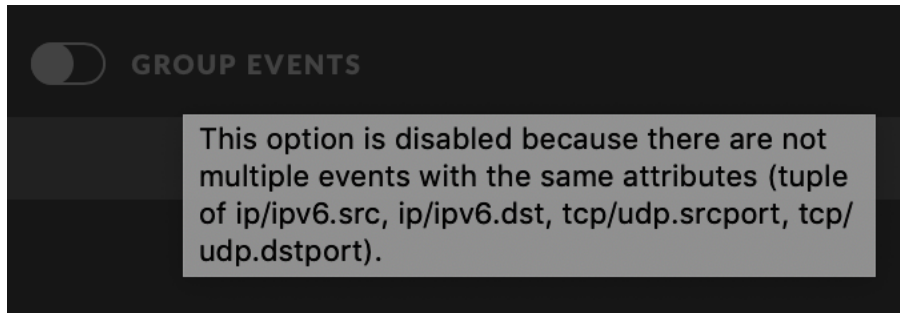 GROUP EVENTS
This option is disabled because there are not
multiple events with the same attributes (tuple
of ip/ipv6.src, ip/ipv6.dst, tcp/udp.srcport, tcp/
udp.dstport).